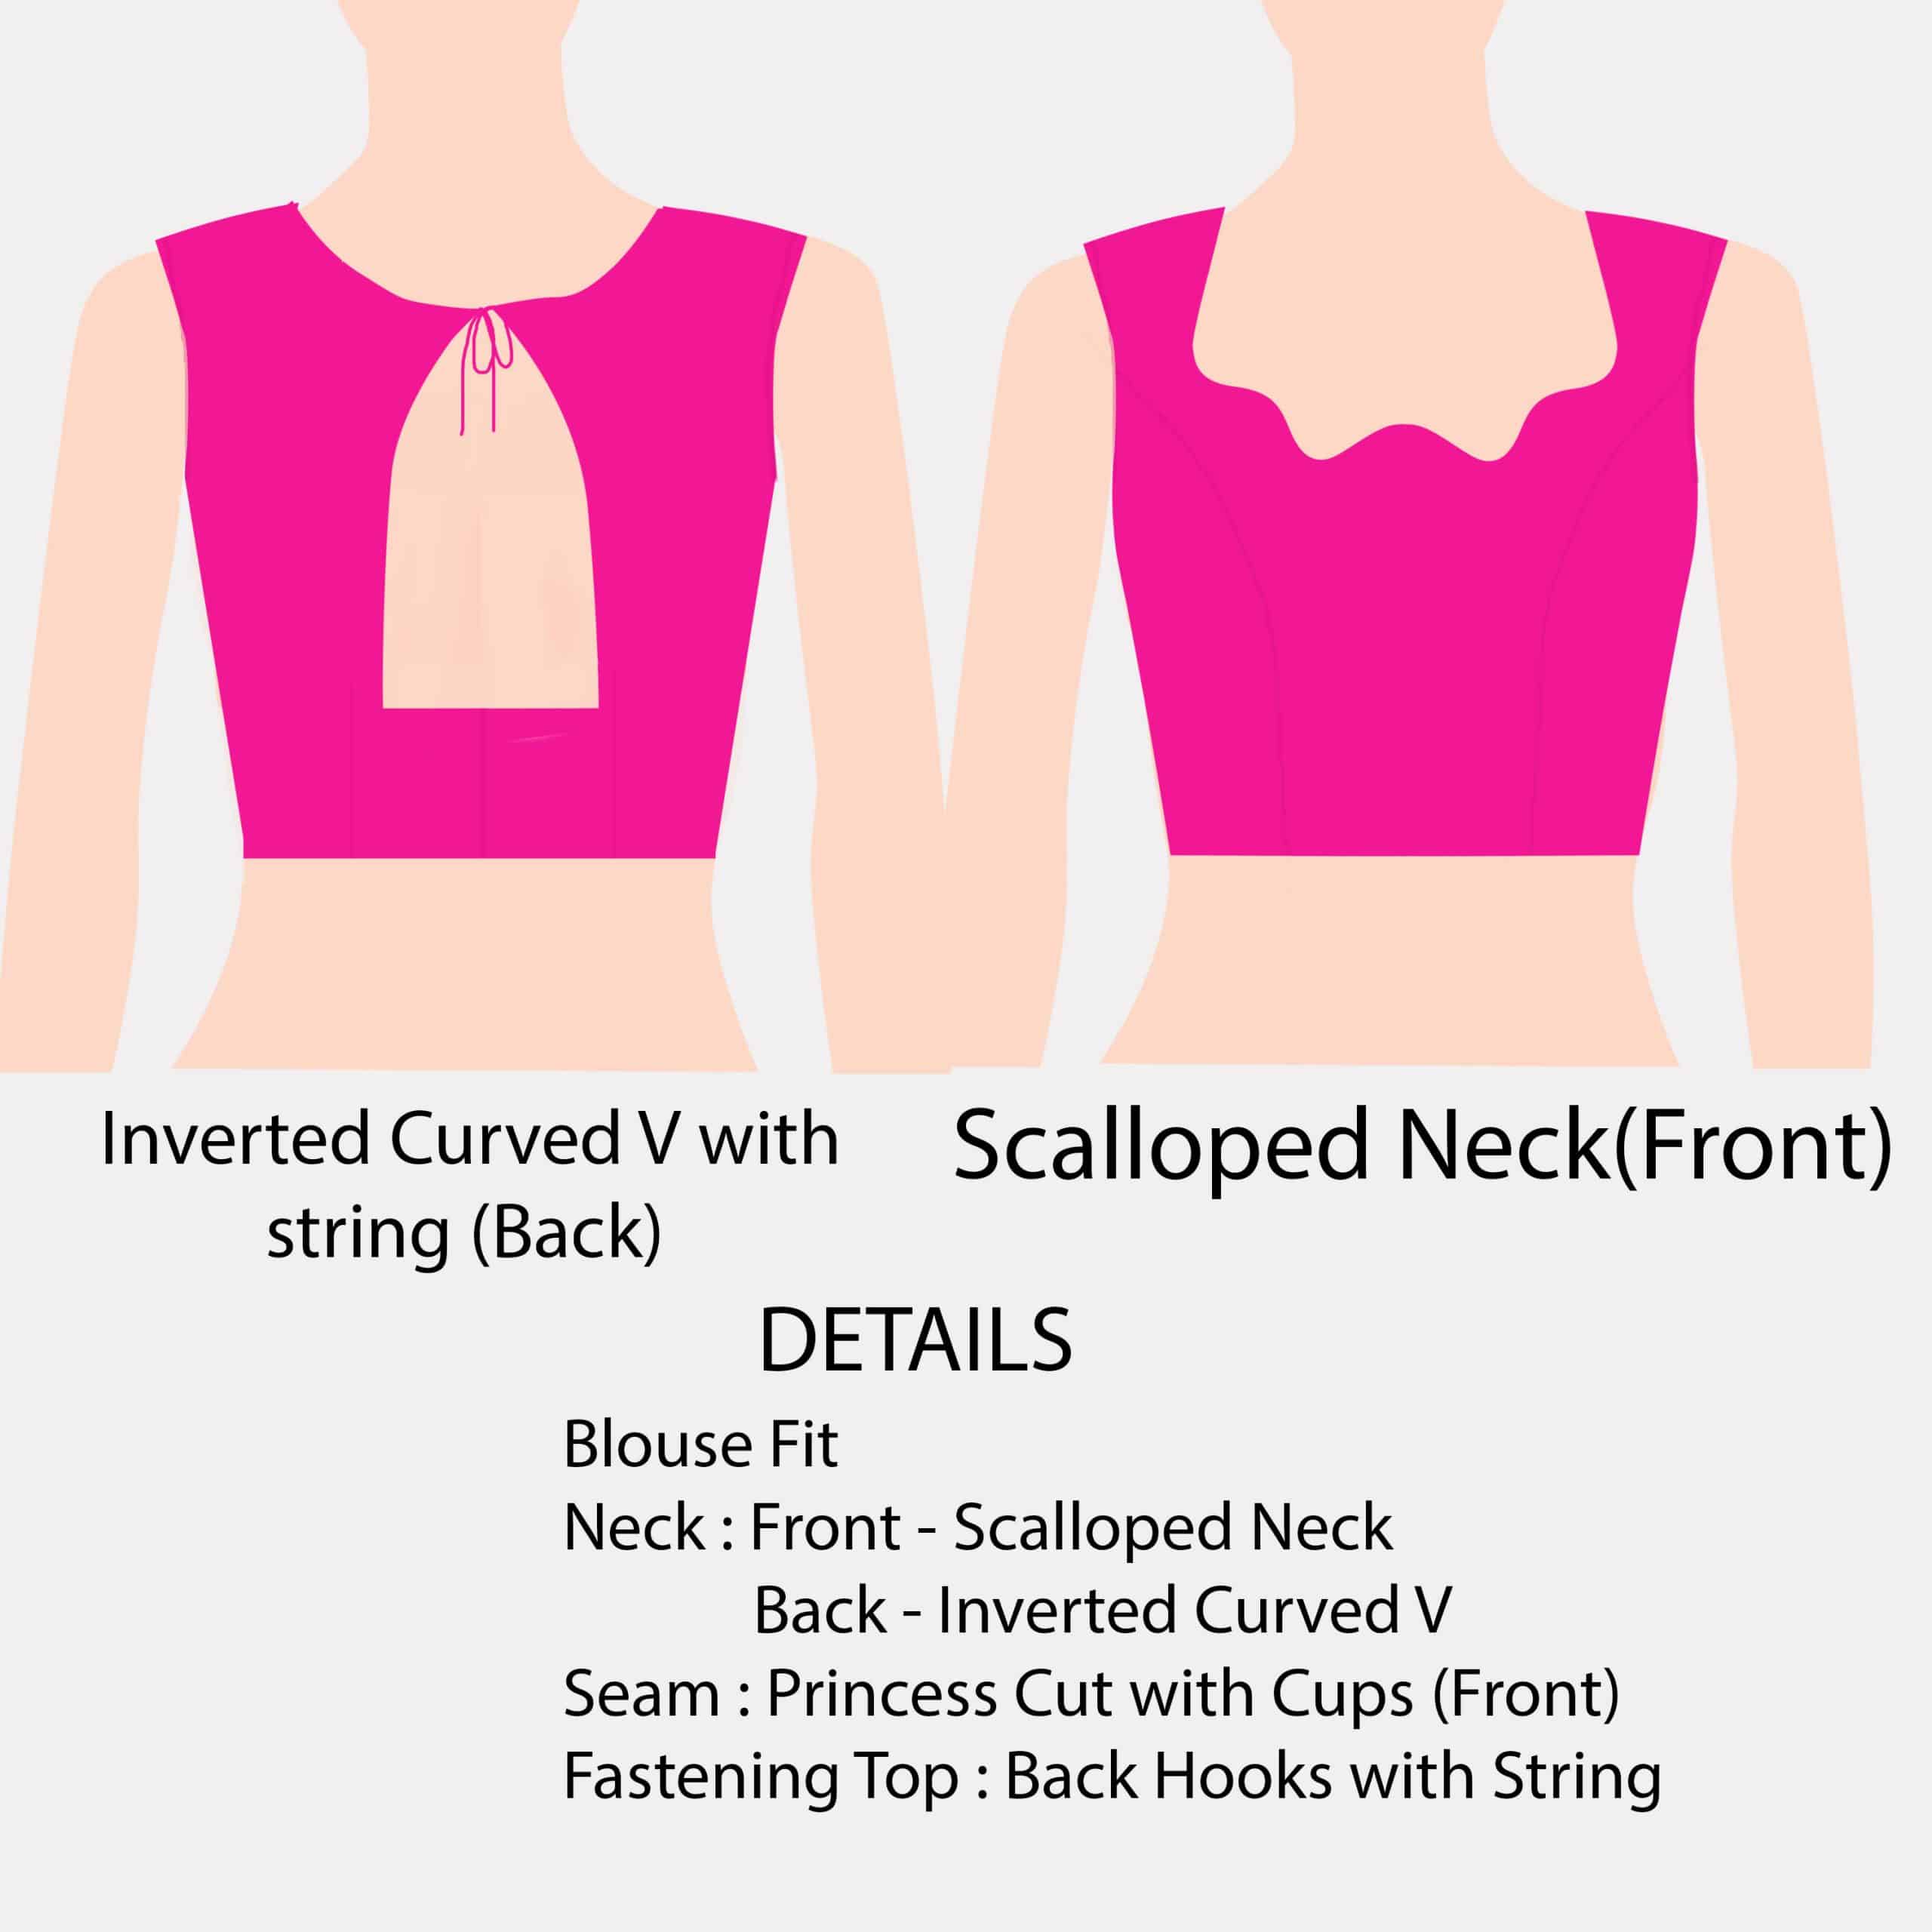 Inverted Curved V with
string (Back)
Scalloped Neck(Front)
DETAILS
Blouse Fit
Neck : Front - Scalloped Neck
Back - Inverted Curved V
Seam : Princess Cut with Cups (Front)
Fastening Top : Back Hooks with String